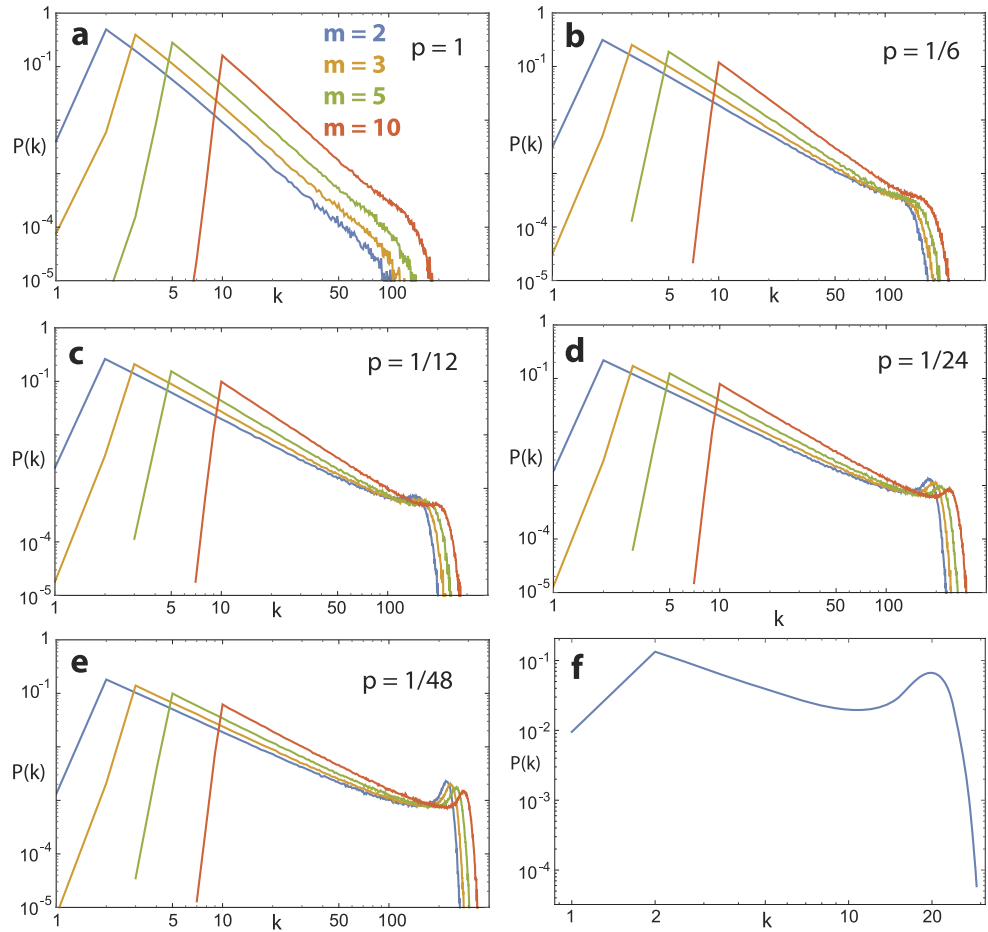 a
m = 2
m = 3
m = 5
m = 10
p = 1
1
10-1
P(k)
10-4
10-5
1
5
10
50
100
k
b
p = 1/6
1
10-1
P(k)
10-4
10-5
1
5
10
50
100
k
c
p = 1/12
1
10-1
P(k)
10-4
10-5
1
5
10
50
100
k
d
p = 1/24
1
10-1
P(k)
10-4
10-5
1
5
10
50
100
k
e
p = 1/48
1
10-1
P(k)
10-4
10-5
1
5
10
50
100
k
f
10-1
10-2
P(k)
10-3
10-4
1
2
10
20
k